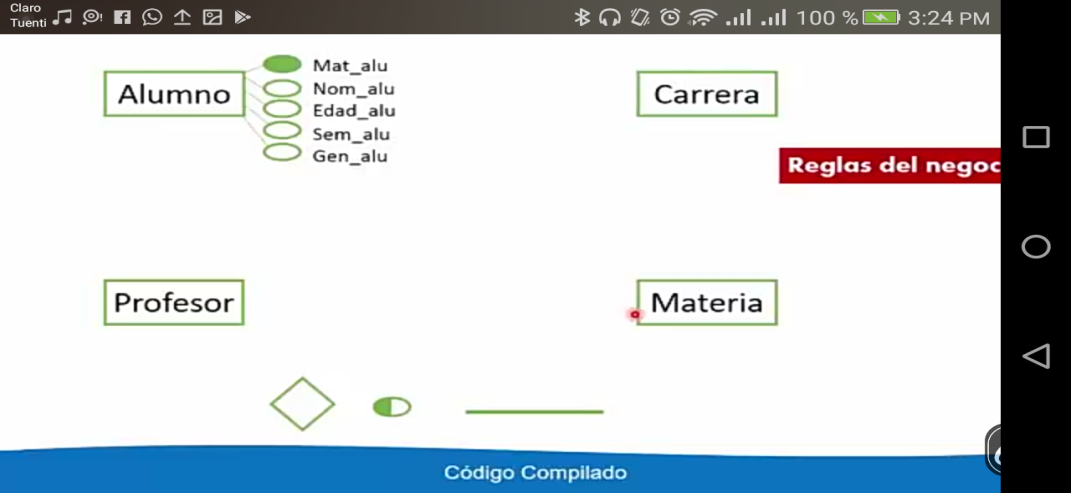 Claro
Tuenti
100 %
3:24 PM
Alumno
Mat_alu
Nom_alu
Edad_alu
Sem_alu
Gen_alu
Carrera
Reglas del negoc
Profesor
Materia
Código Compilado